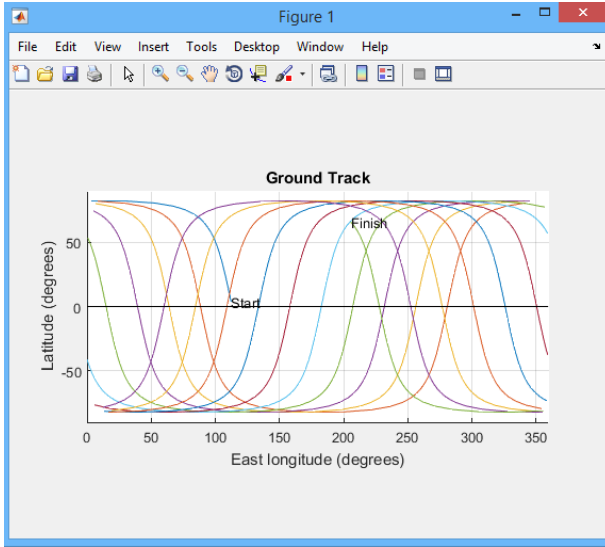 Figure 1
File Edit View Insert Tools Desktop Window Help
Ground Track
Finish
Start
50
0
-50
Latitude (degrees)
0 50 100 150 200 250 300 350
East longitude (degrees)